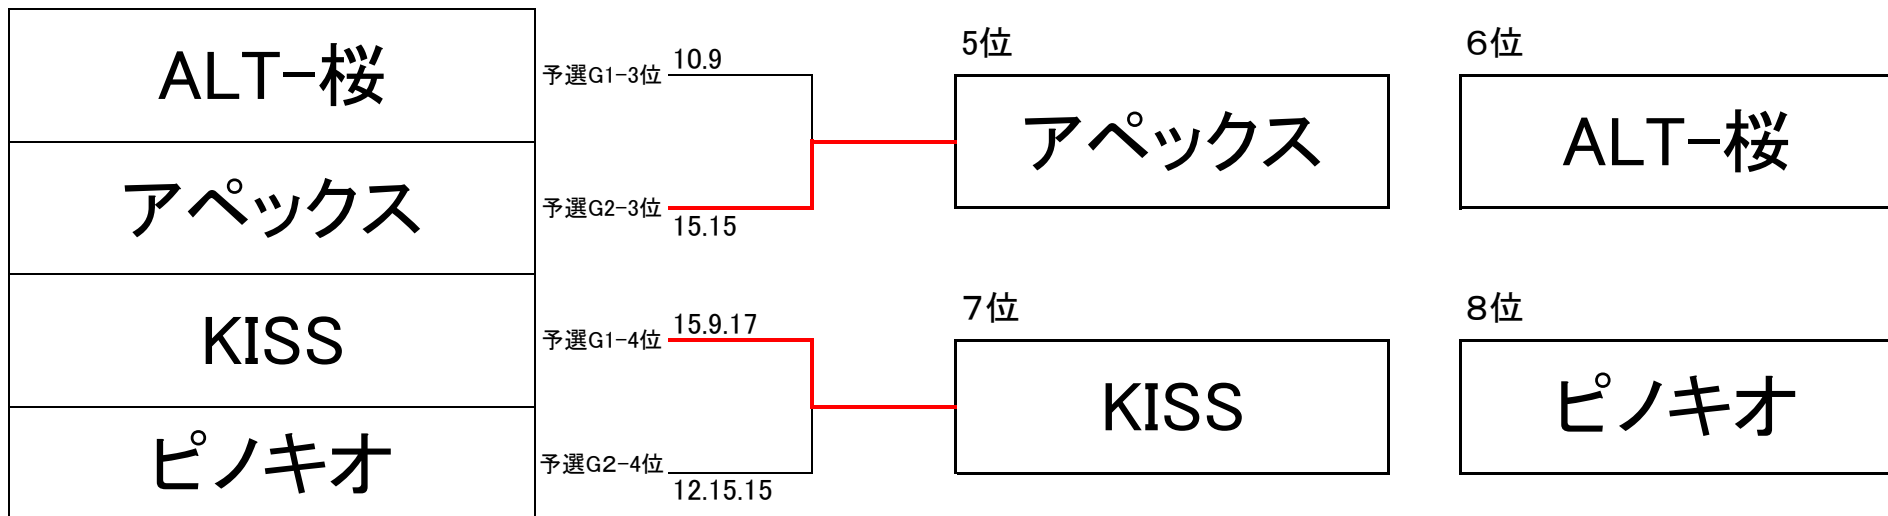 ALT-桜
予選G1-3位
10.9
5位
6位
アペックス
ALT-桜
アペックス
予選G2-3位
15.15
KISS
予選G1-4位
15.9.17
7位
8位
KISS
ピノキオ
ピノキオ
予選G2-4位
12.15.15